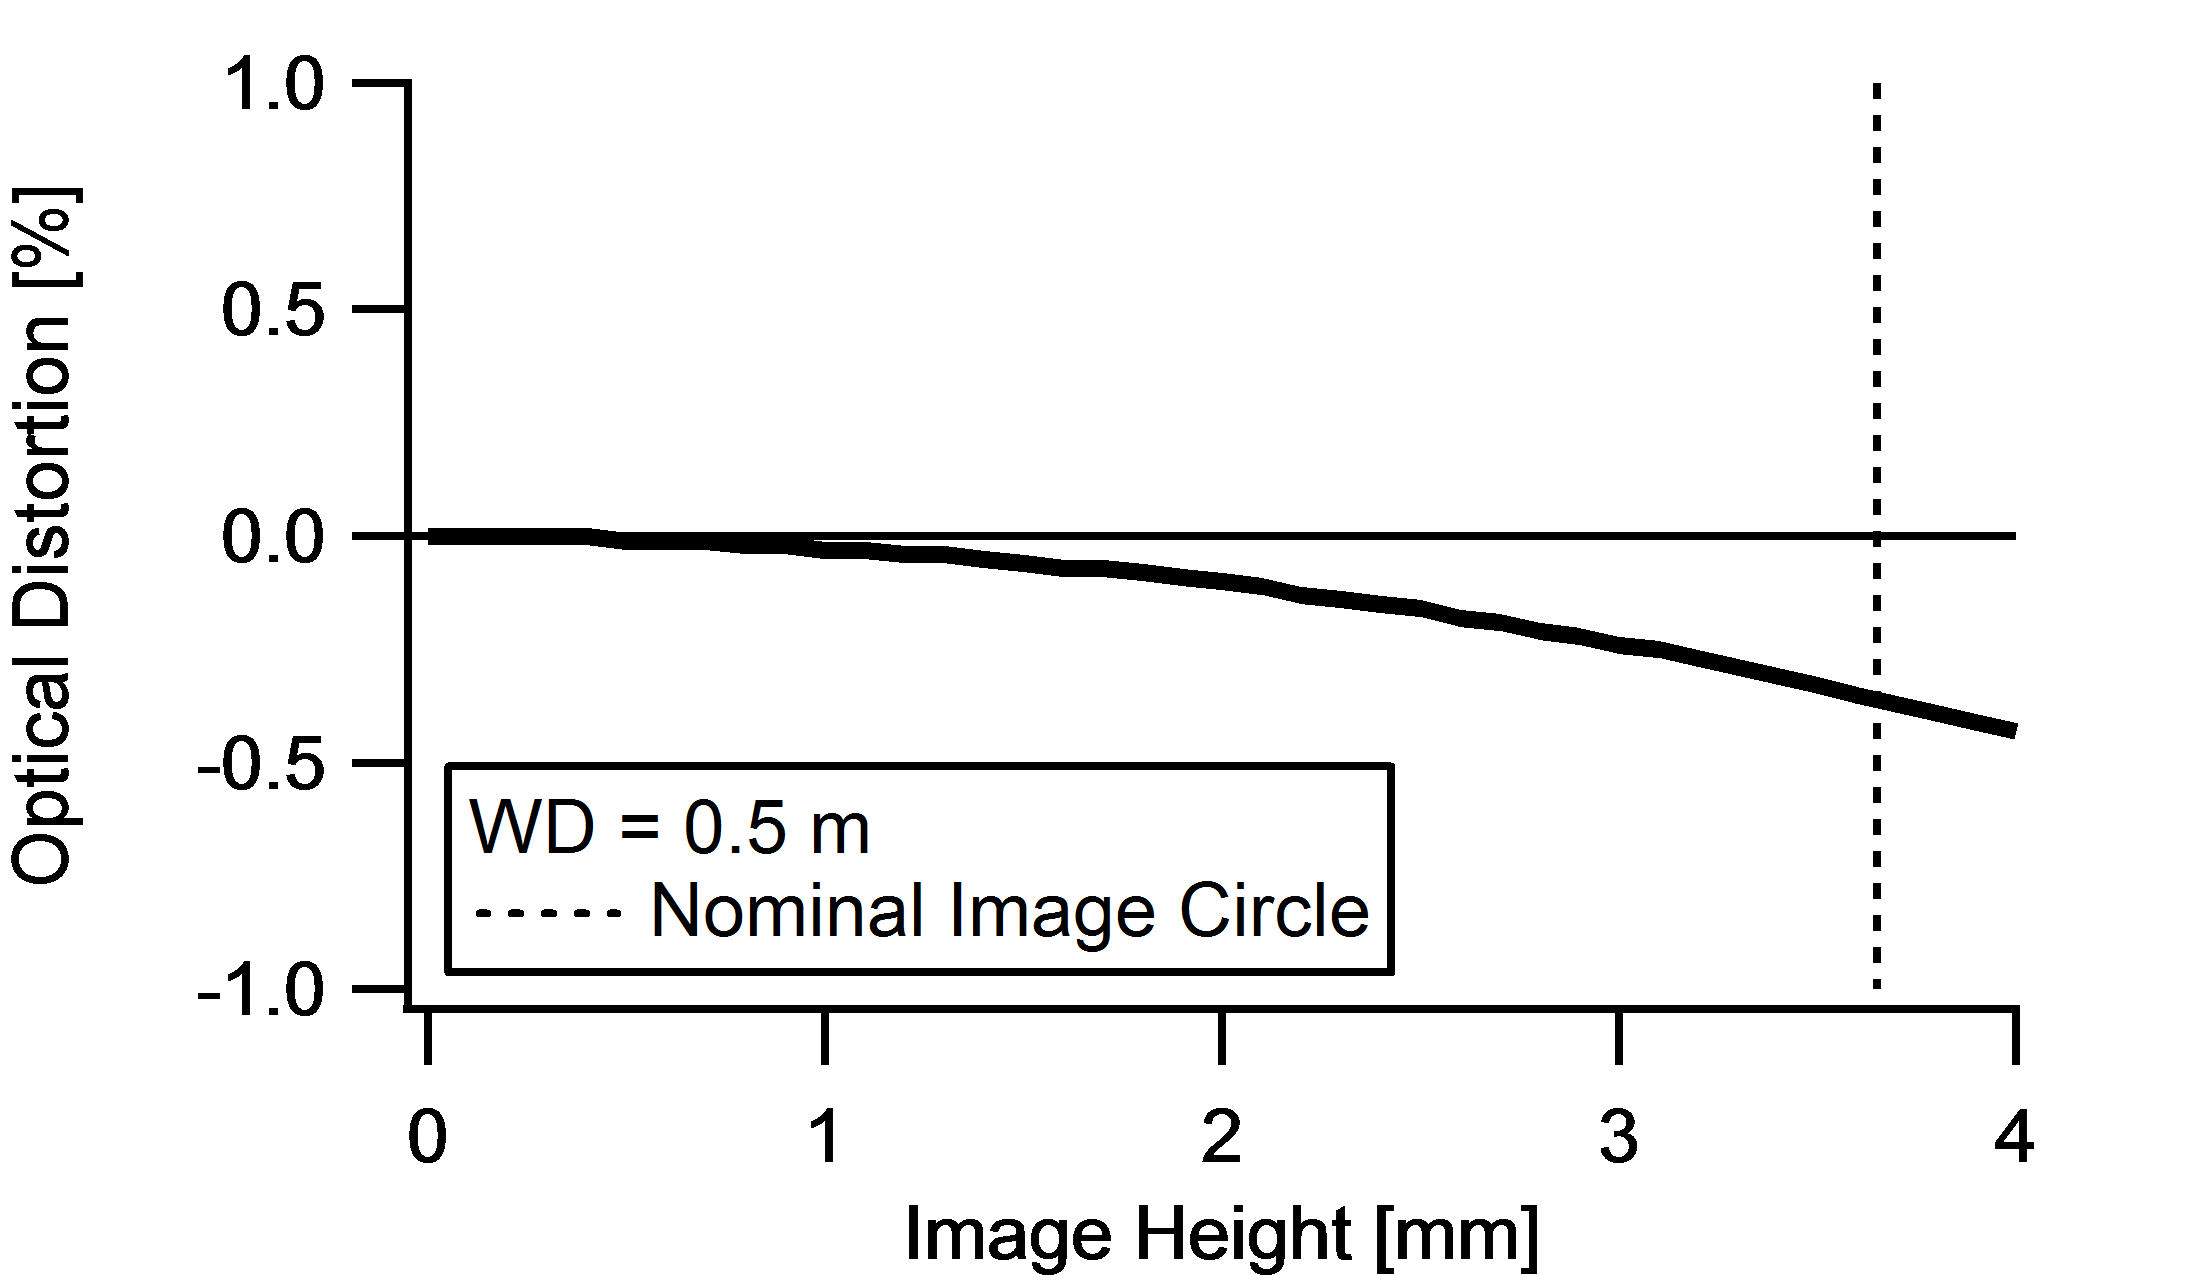 Optical Distortion [%]
1.0
0.5
0.0
-0.5
-1.0
WD = 0.5 m
Nominal Image Circle
0 1 2 3 4
Image Height [mm]